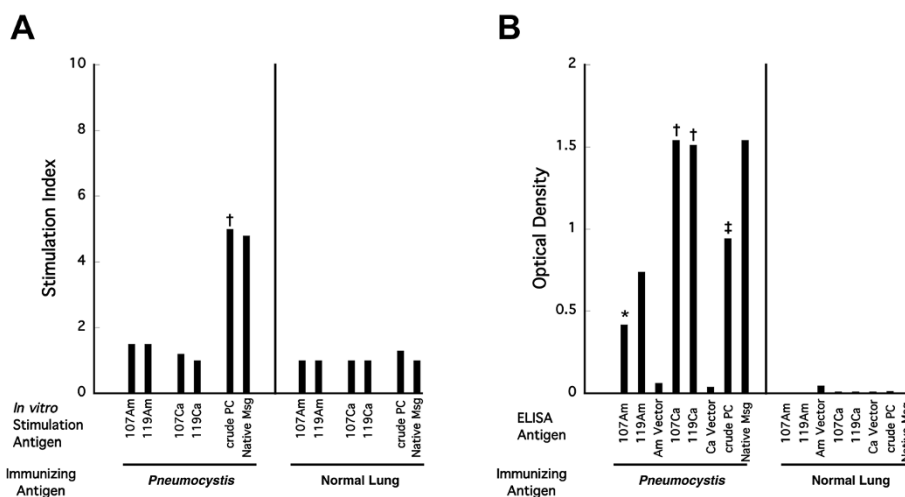 A
B
10
8
6
4
2
0
Stimulation Index
†
In vitro
Stimulation
Antigen
107Am
119Am
107Ca
119Ca
crude PC
Native Msg
107Am
119Am
107Ca
119Ca
crude PC
Native Msg
Immunizing
Antigen
Pneumocystis
Normal Lung
2
1.5
1
0.5
0
Optical Density
*
†
†
‡
ELISA
Antigen
107Am
119Am
Am Vector
107Ca
119Ca
Ca Vector
crude PC
Native Msg
107Am
119Am
Am Vector
107Ca
119Ca
Ca Vector
crude PC
Native Msg
Immunizing
Antigen
Pneumocystis
Normal Lung